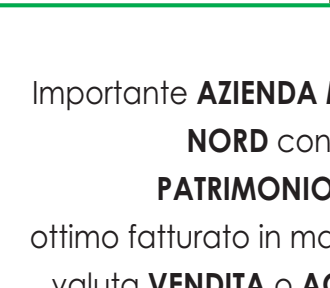 Importante AZIENDA
NORD con
PATRIMONIO
ottimo fatturato in
valuta VENDITA o